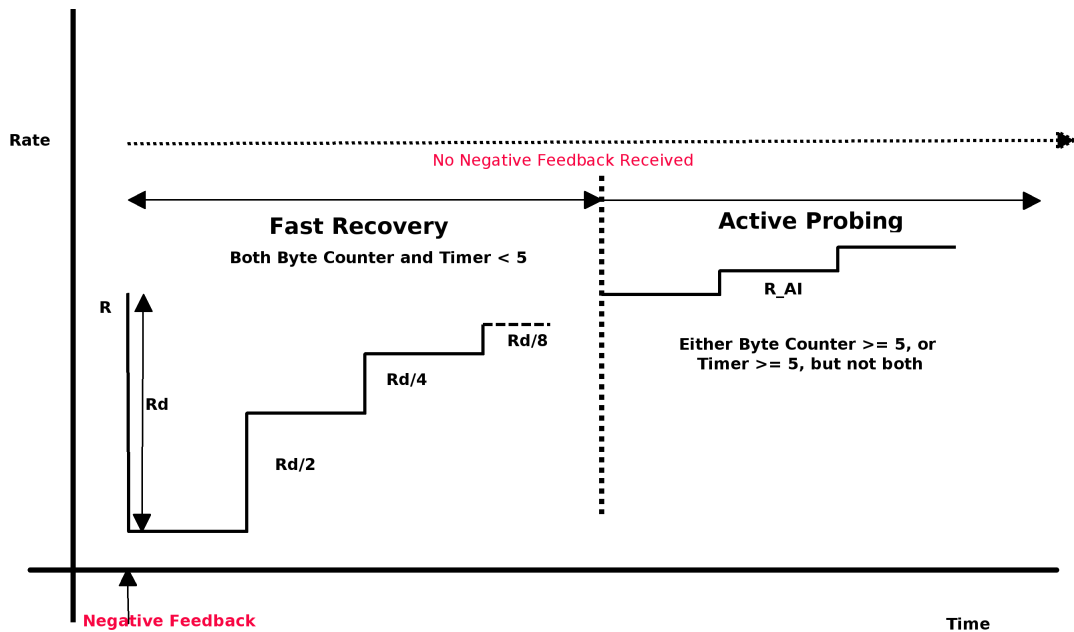 Rate
No Negative Feedback Received
Fast Recovery
Active Probing
Both Byte Counter and Timer < 5
R
R_AI
Rd/8
Either Byte Counter >= 5, or
Timer >= 5, but not both
Rd/4
Rd
Rd/2
Negative Feedback
Time